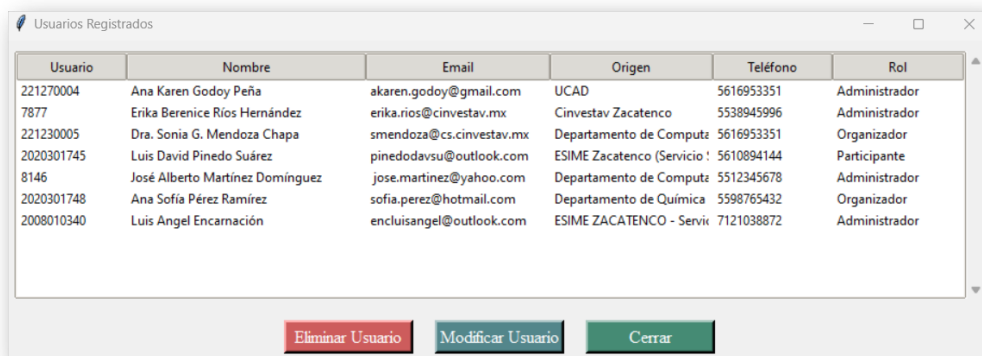 Usuarios Registrados
Usuario Nombre Email Origen Teléfono Rol
221270004 Ana Karen Godoy Peña akaren.godoy@gmail.com UCAD 5616953351 Administrador
7877 Erika Berenice Ríos Hernández erika.rios@cinvestav.mx Cinvestav Zacatenco 5538945996 Administrador
221230005 Dra. Sonia G. Mendoza Chapa smendoza@cs.cinvestav.mx Departamento de Computa 5616953351 Organizador
2020301745 Luis David Pinedo Suárez pinedodavsu@outlook.com ESIME Zacatenco (Servicio 5610894144 Participante
8146 José Alberto Martínez Domínguez jose.martinez@yahoo.com Departamento de Computa 5512345678 Administrador
2020301748 Ana Sofía Pérez Ramírez sofia.perez@hotmail.com Departamento de Química 5598765432 Organizador
2008010340 Luis Angel Encarnación encluisangel@outlook.com ESIME ZACATENCO - Servic 7121038872 Administrador
Eliminar Usuario Modificar Usuario Cerrar